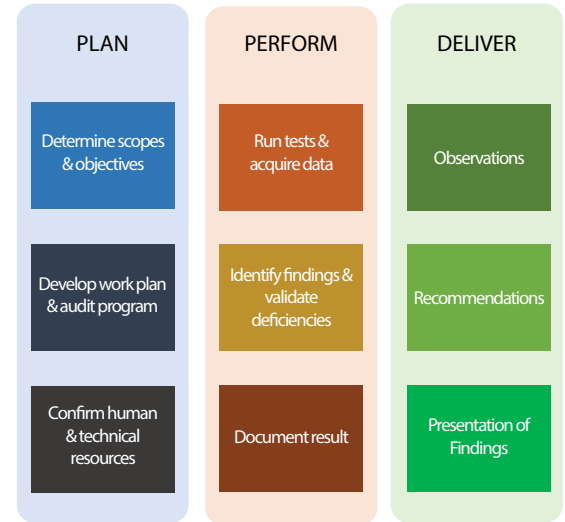 PLAN
Determine scopes
& objectives
Develop work plan
& audit program
Confirm human
& technical
resources
PERFORM
Run tests &
acquire data
Identify findings &
validate
deficiencies
Document result
DELIVER
Observations
Recommendations
Presentation of
Findings